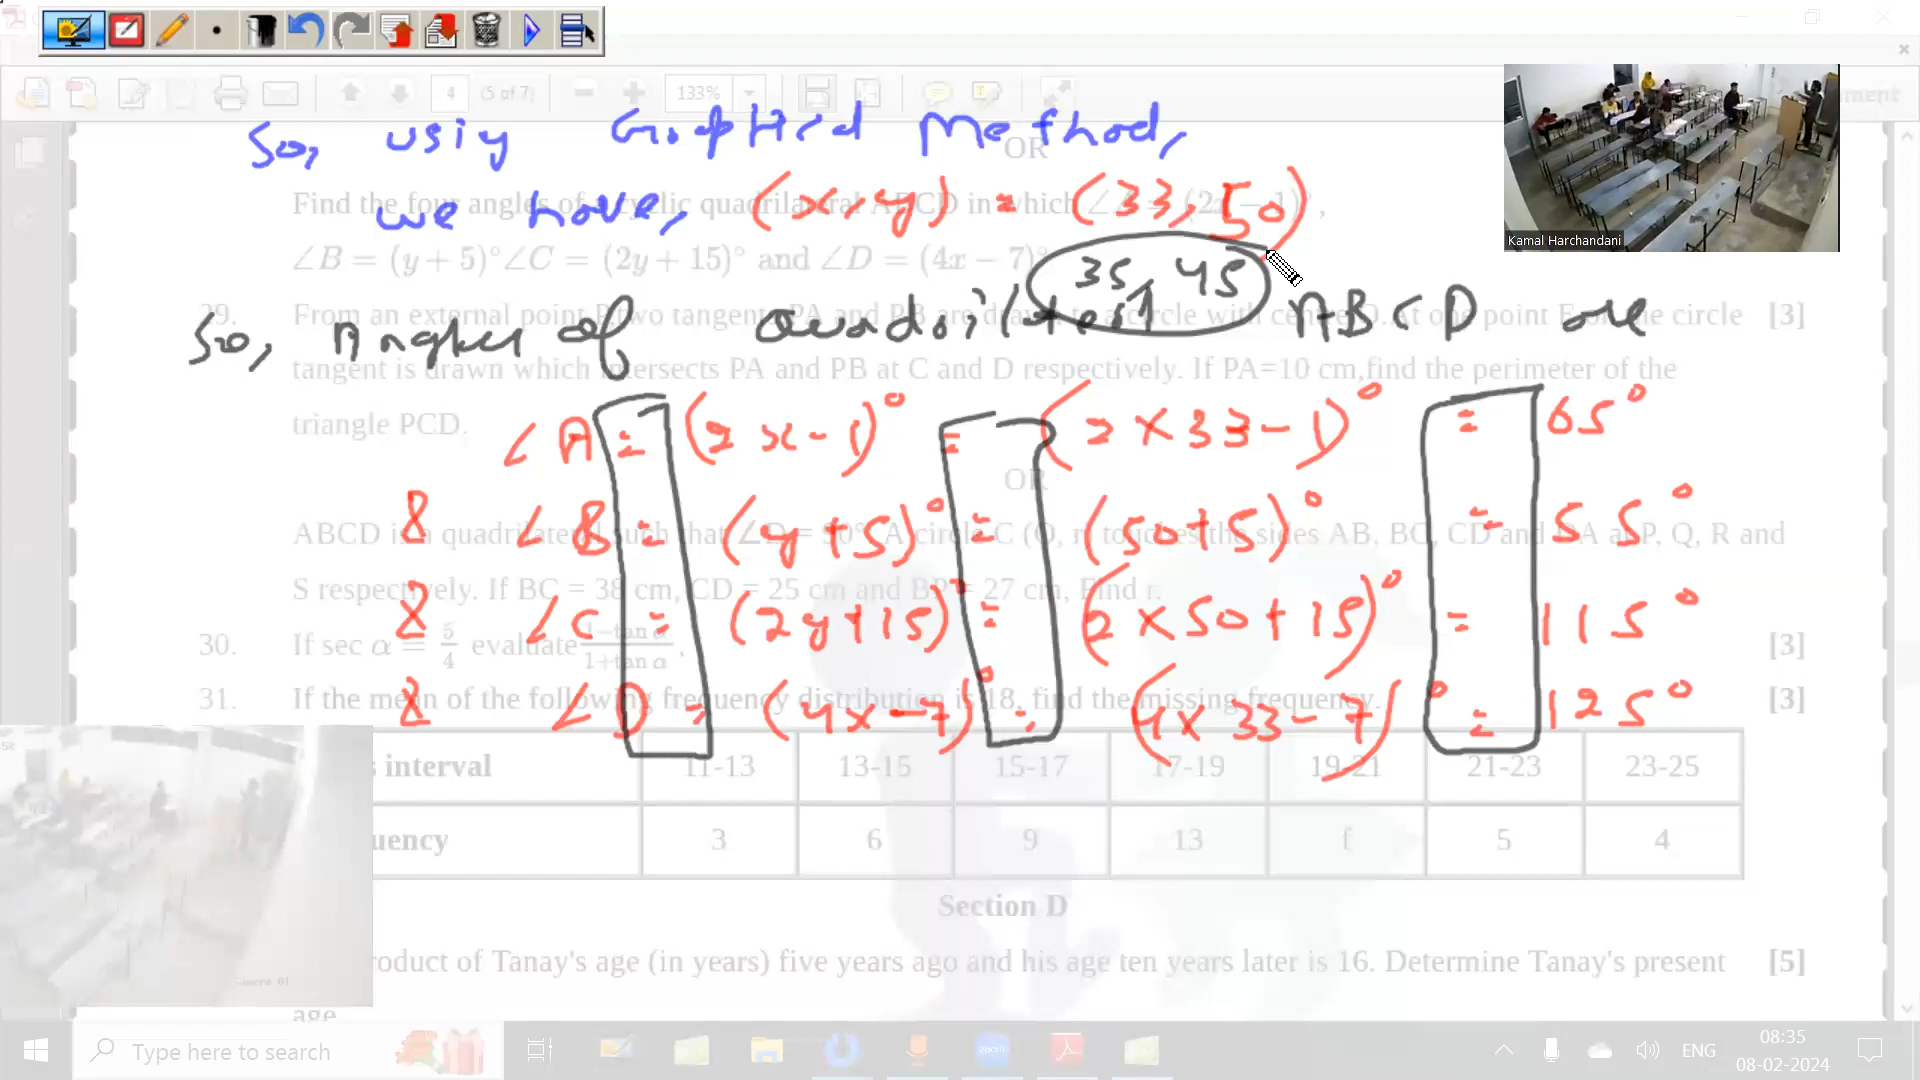 4 (5 of 7) 133%
So, using Graphical Method,
OR
Find the four angles of a cyclic quadrilateral ABCD in which ∠A = (2x − 1)°,
we have, (x, y) = (33, 50)
Kamal Harchandani
∠B = (y + 5)°∠C = (2y + 15)° and ∠D = (4x − 7)°
35, 45
29. From an external point P, two tangents PA and PB are drawn to a circle with centre O. At one point E on the circle [3]
So, Angles of Quadrilateral ABCD are
tangent is drawn which intersects PA and PB at C and D respectively. If PA=10 cm,find the perimeter of the
triangle PCD.
∠A = (2x-1)° = (2×33-1)° = 65°
OR
& ∠B = (y+5)° = (50+5)° = 55°
ABCD is a quadrilateral such that ∠D = 90°. A circle C (O, r) touches the sides AB, BC, CD and DA at P, Q, R and
S respectively. If BC = 38 cm, CD = 25 cm and BP = 27 cm, Find r.
& ∠C = (2y+15)° = (2×50+15)° = 115°
30. If sec α = 5/4 evaluate 1−tan α/1+tan α, [3]
31. If the mean of the following frequency distribution is 18, find the missing frequency. [3]
& ∠D = (4x-7)° = (4×33-7)° = 125°
interval 11-13 13-15 15-17 17-19 19-21 21-23 23-25
uency 3 6 9 13 f 5 4
Section D
roduct of Tanay's age (in years) five years ago and his age ten years later is 16. Determine Tanay's present [5]
age
Type here to search
ENG
08:35
08-02-2024